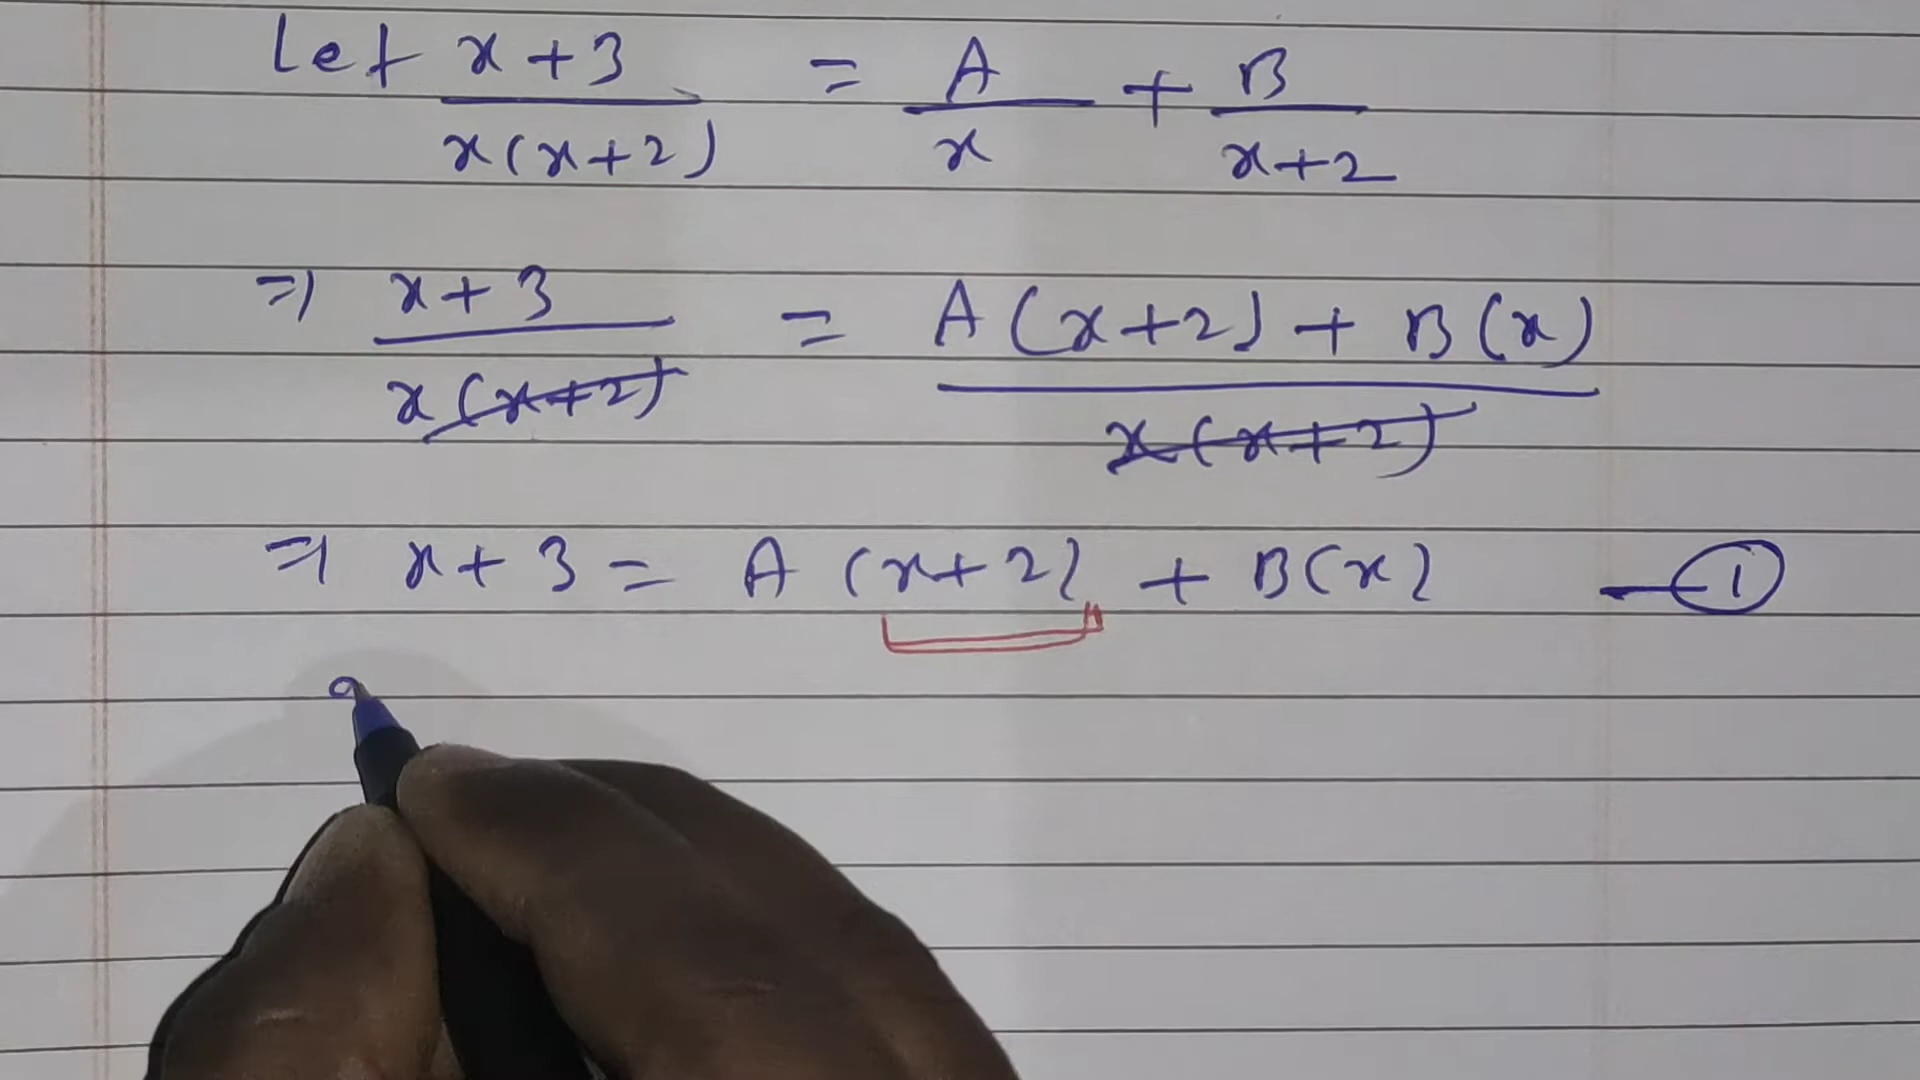 Let x+3 = A + B
x(x+2) x x+2
⇒ x+3 = A(x+2) + B(x)
x(x+2) x(x+2)
⇒ x+3 = A(x+2) + B(x) —①